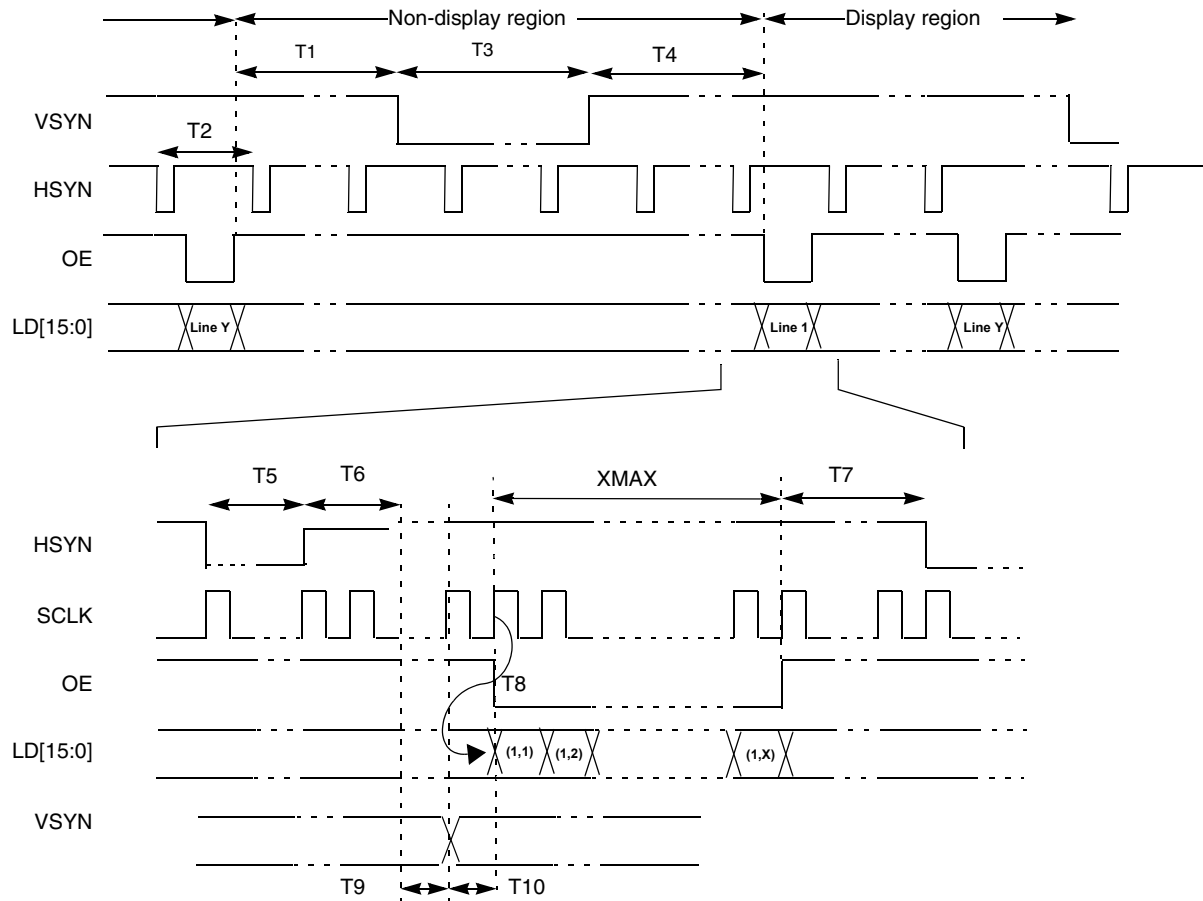 Non-display region
Display region
T1
T3
T4
VSYN
T2
HSYN
OE
LD[15:0]
Line Y
Line 1
Line Y
T5
T6
XMAX
T7
HSYN
SCLK
OE
T8
LD[15:0]
(1,1)
(1,2)
(1,X)
VSYN
T9
T10